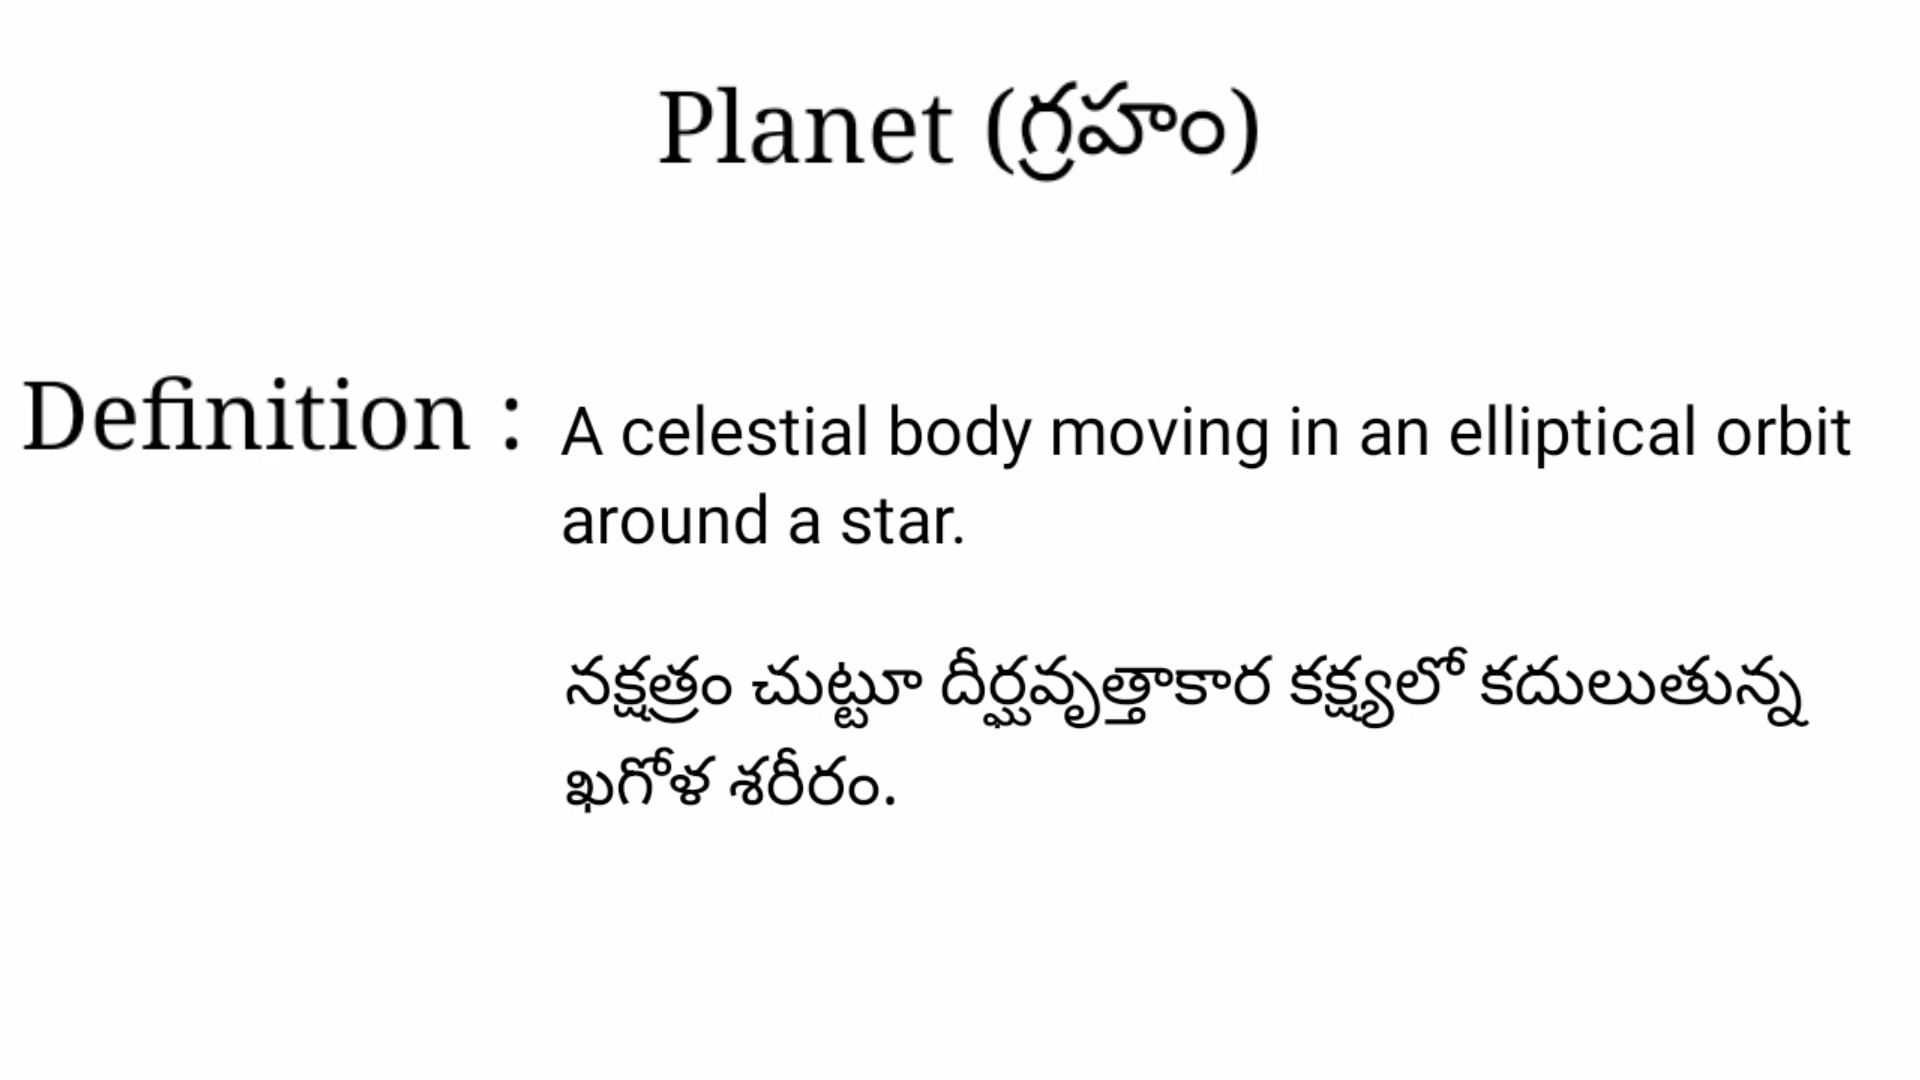 Planet (గ్రహం)
Definition : A celestial body moving in an elliptical orbit
around a star.
నక్షత్రం చుట్టూ దీర్ఘవృత్తాకార కక్ష్యలో కదులుతున్న
ఖగోళ శరీరం.